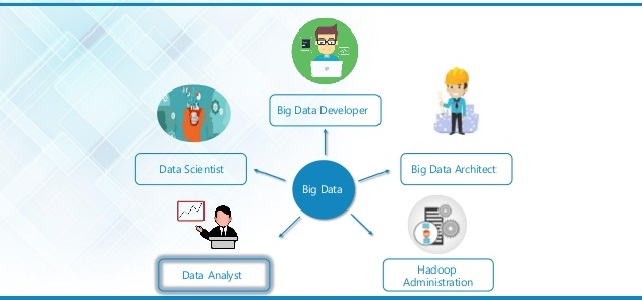 Big Data Developer
Data Scientist
Big Data Architect
Big Data
Data Analyst
Hadoop
Administration